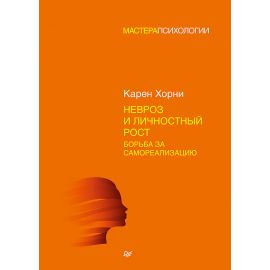 МАСТЕРАПСИХОЛОГИИ
Карен Хорни
НЕВРОЗ
И ЛИЧНОСТНЫЙ
РОСТ
БОРЬБА ЗА
САМОРЕАЛИЗАЦИЮ